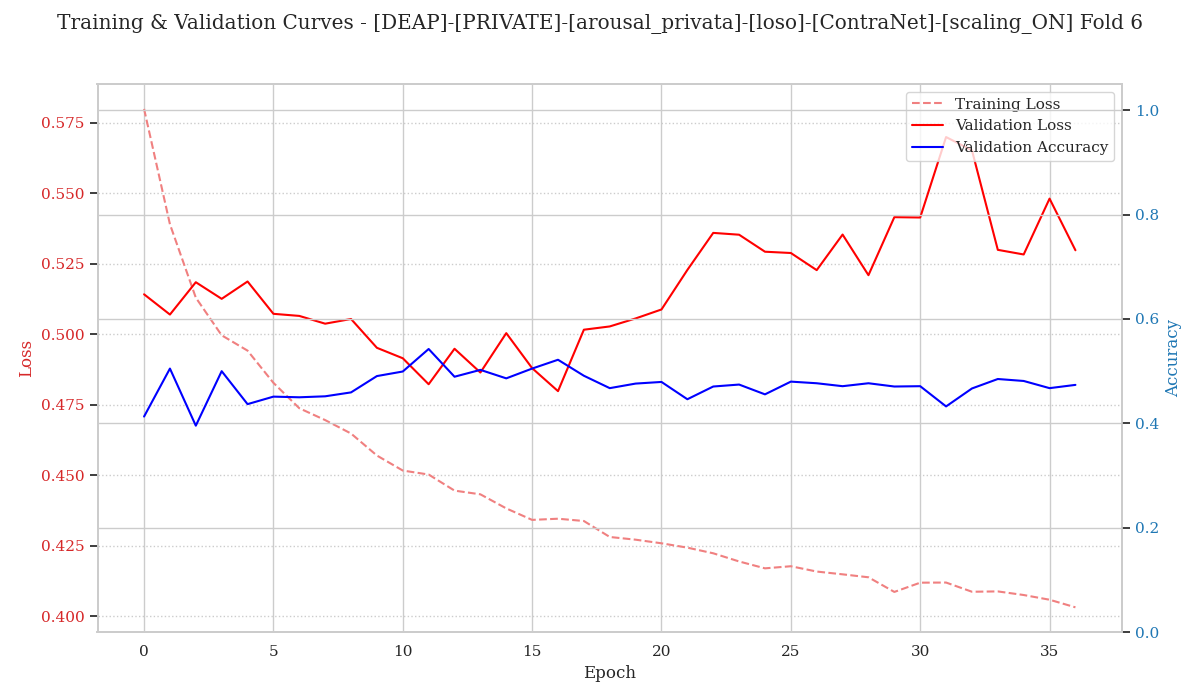 Training & Validation Curves - [DEAP]-[PRIVATE]-[arousal_privata]-[loso]-[ContraNet]-[scaling_ON] Fold 6
Training Loss
Validation Loss
Validation Accuracy
0.575
0.550
0.525
0.500
0.475
0.450
0.425
0.400
Loss
1.0
0.8
0.6
0.4
0.2
0.0
Accuracy
0 5 10 15 20 25 30 35
Epoch